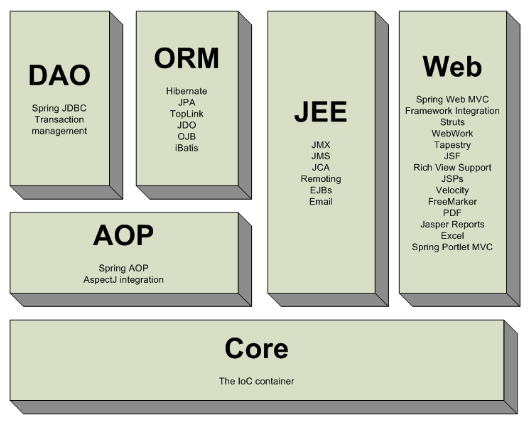 DAO
Spring JDBC
Transaction
management
ORM
Hibernate
JPA
TopLink
JDO
OJB
iBatis
JEE
JMX
JMS
JCA
Remoting
EJBs
Email
Web
Spring Web MVC
Framework Integration
Struts
WebWork
Tapestry
JSF
Rich View Support
JSPs
Velocity
FreeMarker
PDF
Jasper Reports
Excel
Spring Portlet MVC
AOP
Spring AOP
AspectJ integration
Core
The IoC container